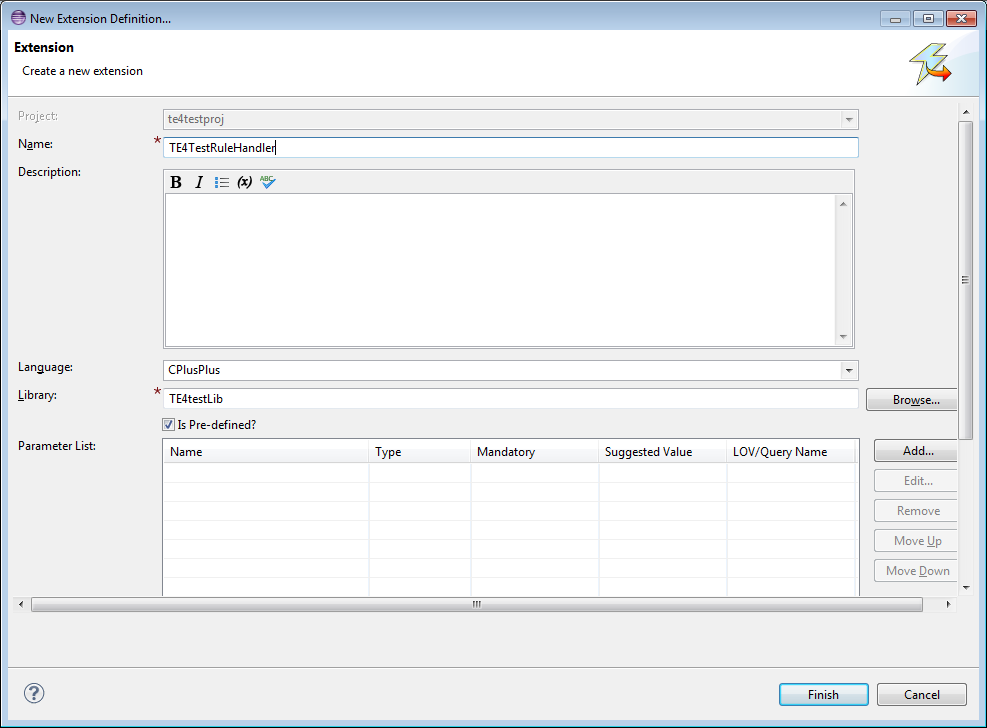 New Extension Definition...
Extension
Create a new extension
Project: te4testproj
Name: * TE4TestRuleHandler
Description:
B I (x) ABC
Language: CPlusPlus
Library: * TE4testLib Browse...
Is Pre-defined?
Parameter List: Name Type Mandatory Suggested Value LOV/Query Name Add...
Edit...
Remove
Move Up
Move Down
? Finish Cancel